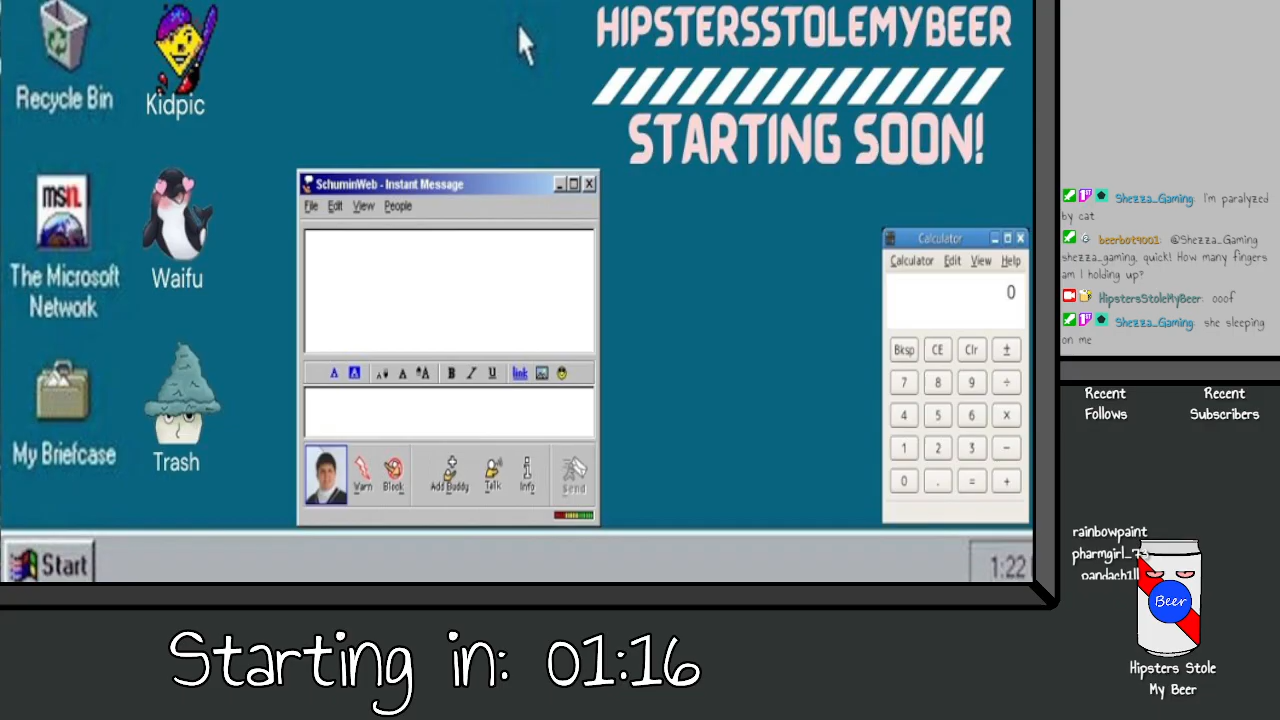 HIPSTERSSTOLEMYBEER
STARTING SOON!
Recycle Bin
Kidpic
msn
The Microsoft
Network
Waifu
My Briefcase
Trash
SchuminWeb - Instant Message
File Edit View People
A A A A A B I U link
Warn Block Add Buddy Talk Info Send
Calculator
Calculator Edit View Help
0
Bksp CE Clr ±
7 8 9 ÷
4 5 6 ×
1 2 3 −
0 . = +
Start
1:22
Starting in: 01:16
Shezza_Gaming: I'm paralyzed
by cat
beerbot9001: @Shezza_Gaming
shezza_gaming, quick! How many fingers
am I holding up?
HipstersStoleMyBeer: ooof
Shezza_Gaming: she sleeping
on me
Recent
Follows
Recent
Subscribers
rainbowpaint
Beer
Hipsters Stole
My Beer